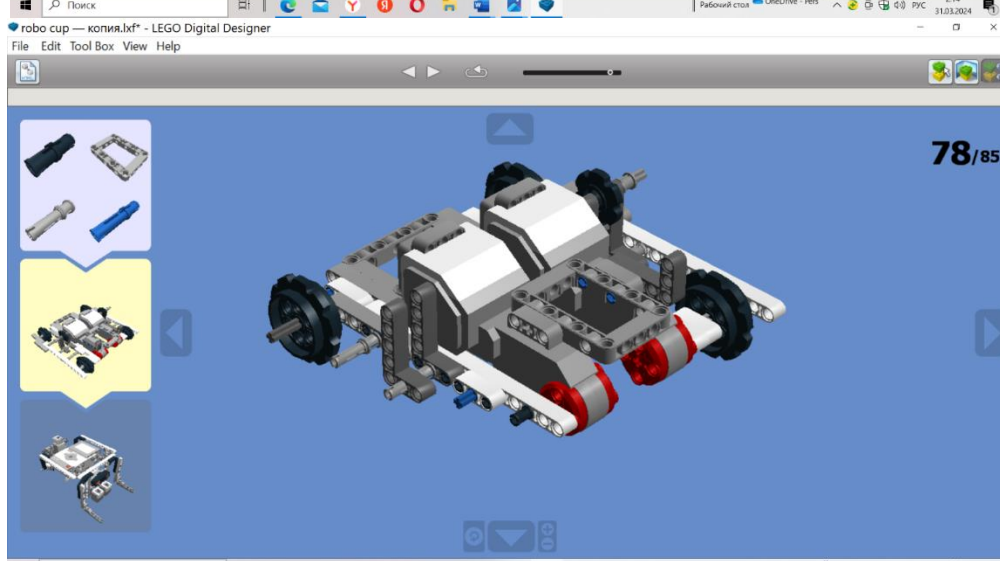 Поиск
Рабочий стол
OneDrive - Pers
РУС
31.03.2024
robo cup — копия.lxf* - LEGO Digital Designer
File Edit Tool Box View Help
78/85